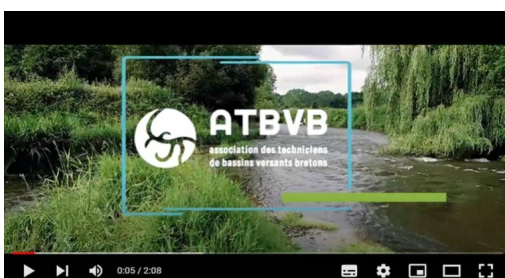 ATBVB
association des techniciens
de bassins versants bretons
0:05 / 2:08